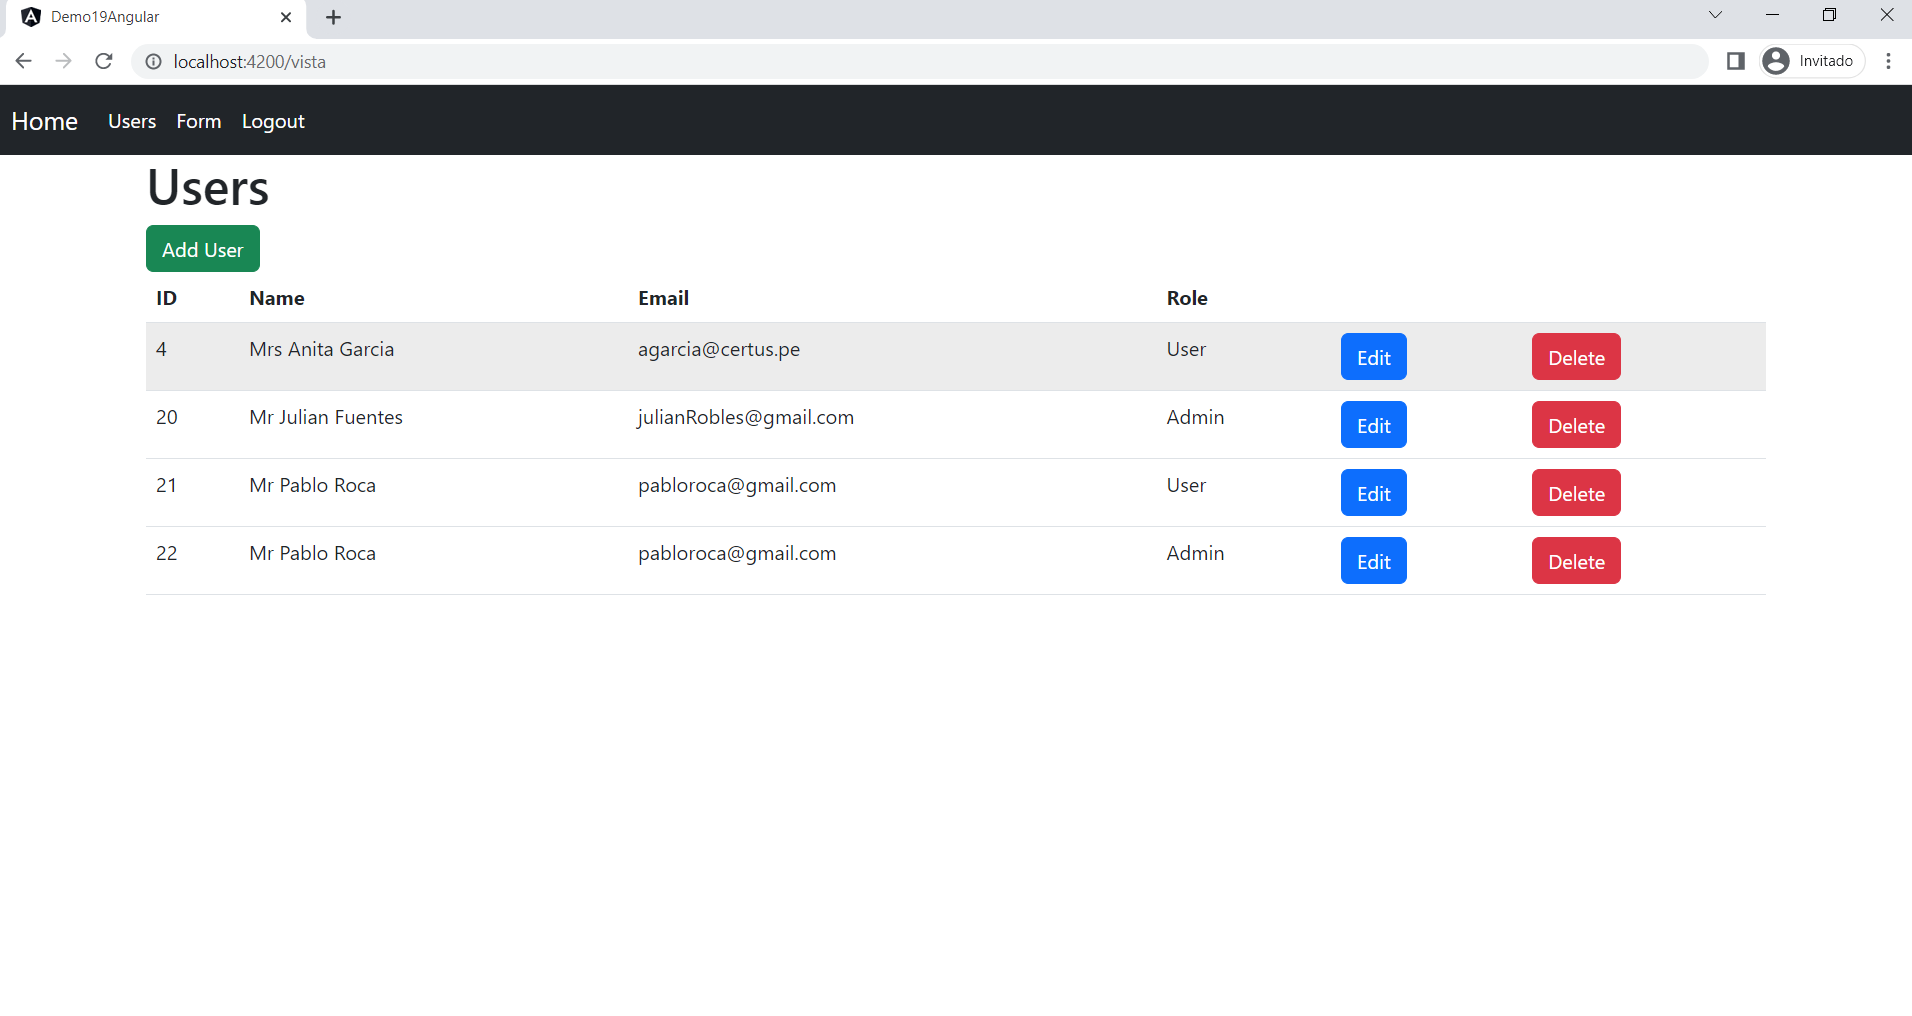 Demo19Angular
localhost:4200/vista
Invitado
Home Users Form Logout
Users
Add User
ID Name Email Role
4 Mrs Anita Garcia agarcia@certus.pe User Edit Delete
20 Mr Julian Fuentes julianRobles@gmail.com Admin Edit Delete
21 Mr Pablo Roca pabloroca@gmail.com User Edit Delete
22 Mr Pablo Roca pabloroca@gmail.com Admin Edit Delete